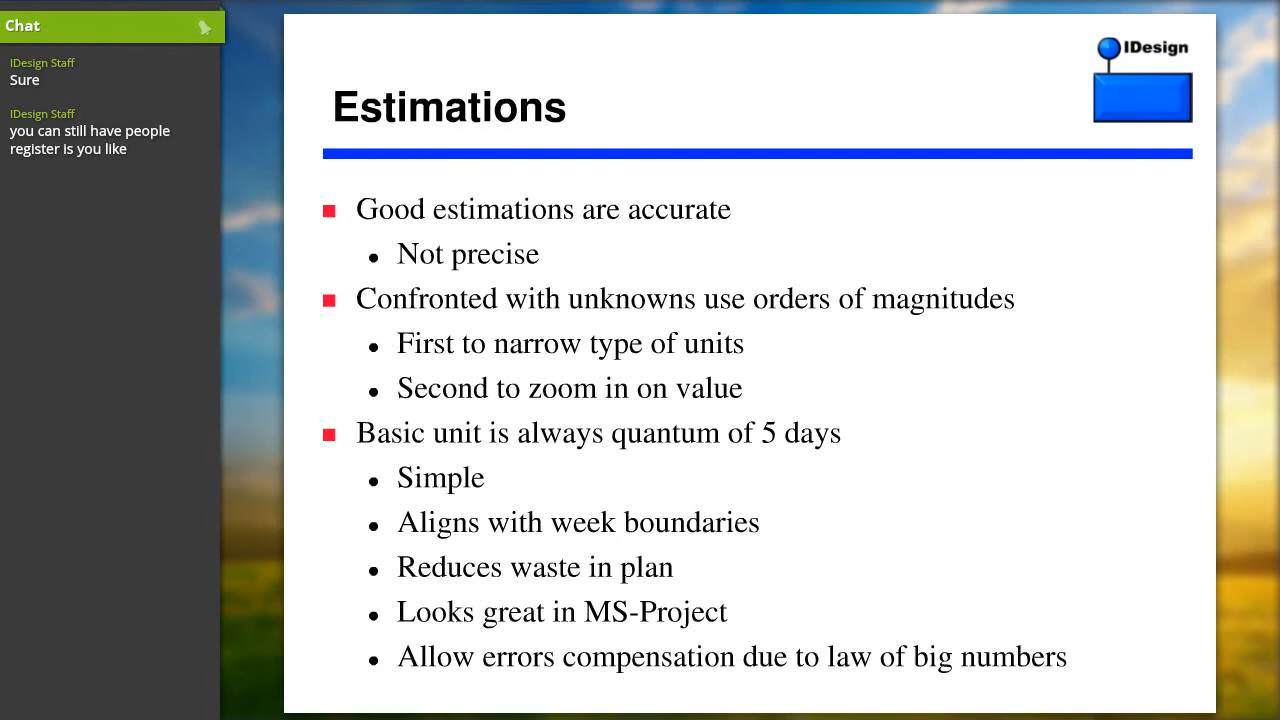 Chat
IDesign Staff
Sure
IDesign Staff
you can still have people
register is you like
IDesign
Estimations
Good estimations are accurate
Not precise
Confronted with unknowns use orders of magnitudes
First to narrow type of units
Second to zoom in on value
Basic unit is always quantum of 5 days
Simple
Aligns with week boundaries
Reduces waste in plan
Looks great in MS-Project
Allow errors compensation due to law of big numbers